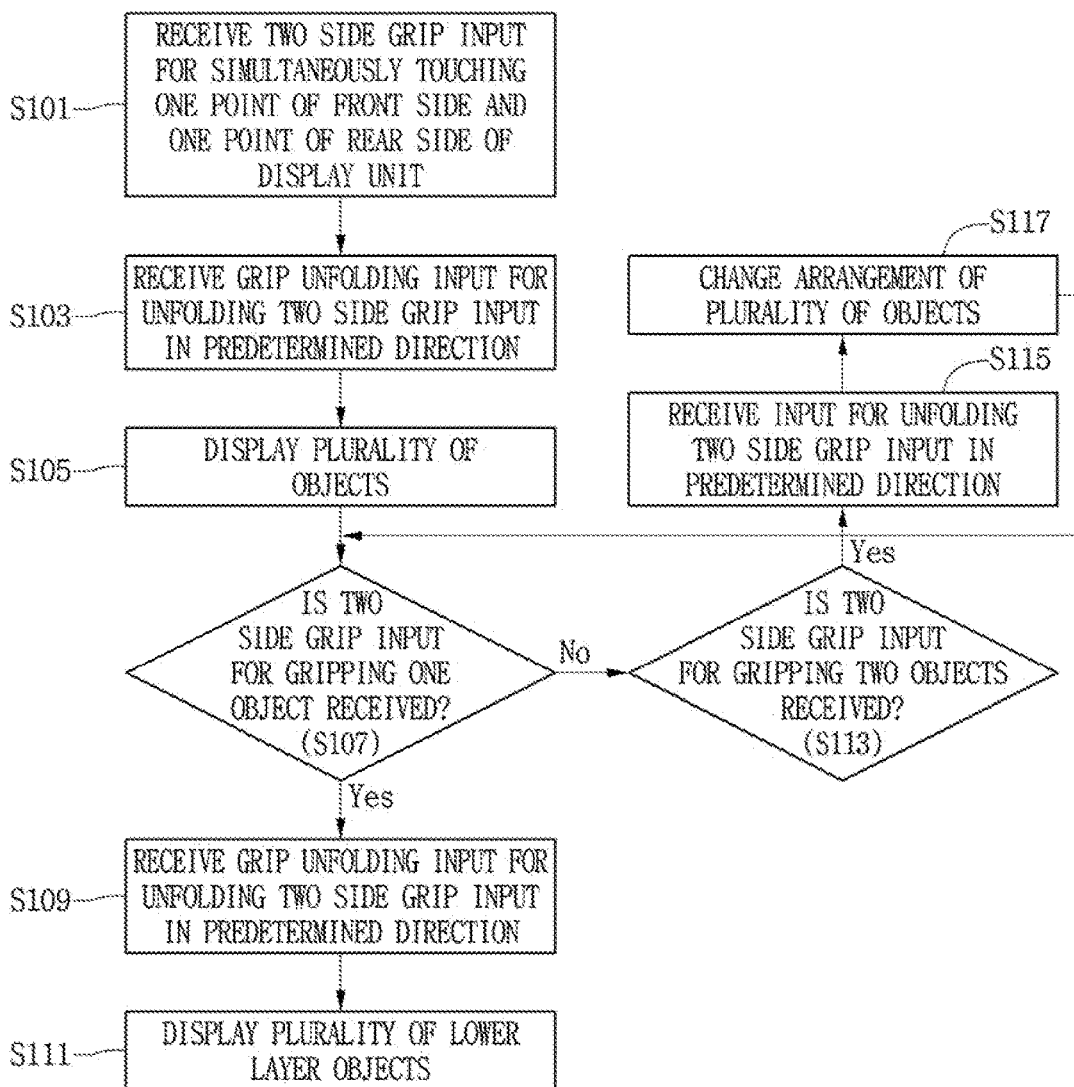 RECEIVE TWO SIDE GRIP INPUT
FOR SIMULTANEOUSLY TOUCHING
ONE POINT OF FRONT SIDE AND
ONE POINT OF REAR SIDE OF
DISPLAY UNIT
S101
RECEIVE GRIP UNFOLDING INPUT FOR
UNFOLDING TWO SIDE GRIP INPUT
IN PREDETERMINED DIRECTION
S103
DISPLAY PLURALITY OF
OBJECTS
S105
S117
CHANGE ARRANGEMENT OF
PLURALITY OF OBJECTS
S115
RECEIVE INPUT FOR UNFOLDING
TWO SIDE GRIP INPUT IN
PREDETERMINED DIRECTION
Yes
IS TWO
SIDE GRIP INPUT
FOR GRIPPING ONE
OBJECT RECEIVED?
(S107)
No
IS TWO
SIDE GRIP INPUT
FOR GRIPPING TWO OBJECTS
RECEIVED?
(S113)
Yes
RECEIVE GRIP UNFOLDING INPUT FOR
UNFOLDING TWO SIDE GRIP INPUT
IN PREDETERMINED DIRECTION
S109
DISPLAY PLURALITY OF LOWER
LAYER OBJECTS
S111